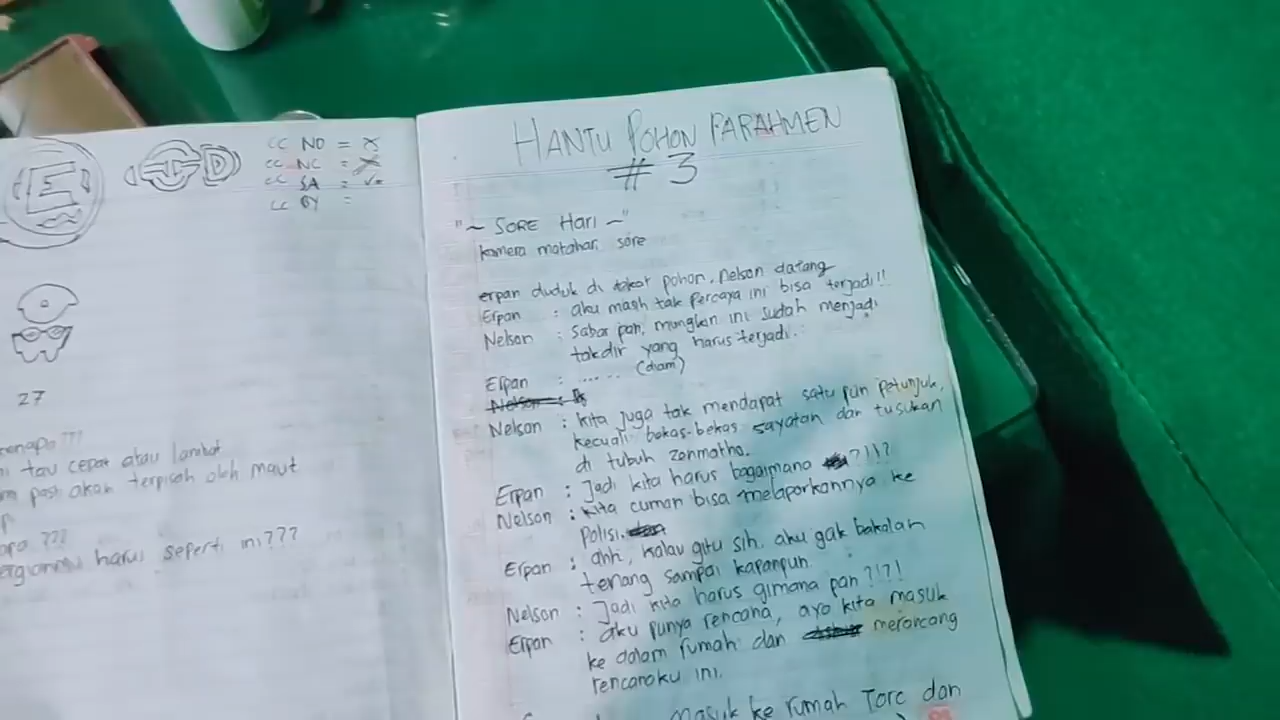 E
CC NO = X
CC NC = X
CC SA = V
CC BY =
27
???
tau cepat atau lambat
pasti akan terpisah oleh maut
???
harus seperti ini???
HANTU POHON PARAHMEN
#3
"~ SORE Hari ~"
kamera matahari sore
erpan duduk di pohon. Nelson datang
Erpan : aku masih tak percaya ini bisa terjadi!!
Nelson : Sabar pan, mungkin ini sudah menjadi
takdir yang harus terjadi.
Erpan : ..... (diam)
Nelson :
Nelson : kita juga tak mendapat satu pun petunjuk,
kecuali bekas-bekas sayatan dan tusukan
di tubuh zonmatho.
Erpan : Jadi kita harus bagaimana ?!!?
Nelson : kita cuman bisa melaporkannya ke
Polisi.
Erpan : ahh, kalau gitu sih. aku gak bakalan
tenang sampai kapanpun.
Nelson : Jadi kita harus gimana pan?!?!
Erpan : aku punya rencana, ayo kita masuk
ke dalam rumah dan merancang
rencanaku ini.
masuk ke rumah Torc dan